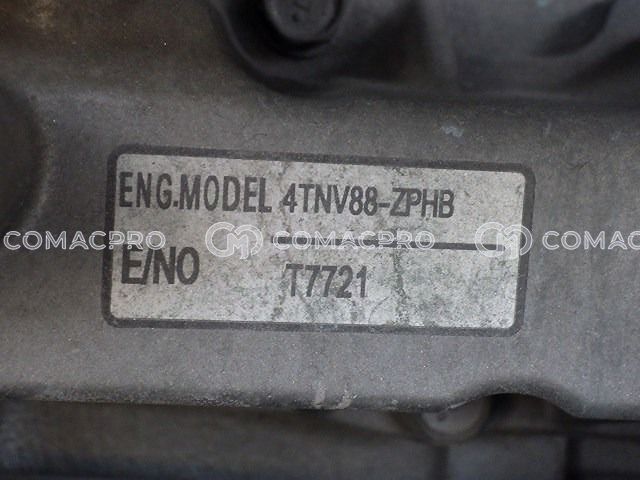 ENG.MODEL 4TNV88-ZPHB
COMACPRO COMACPRO COMACPRO
E/NO T7721